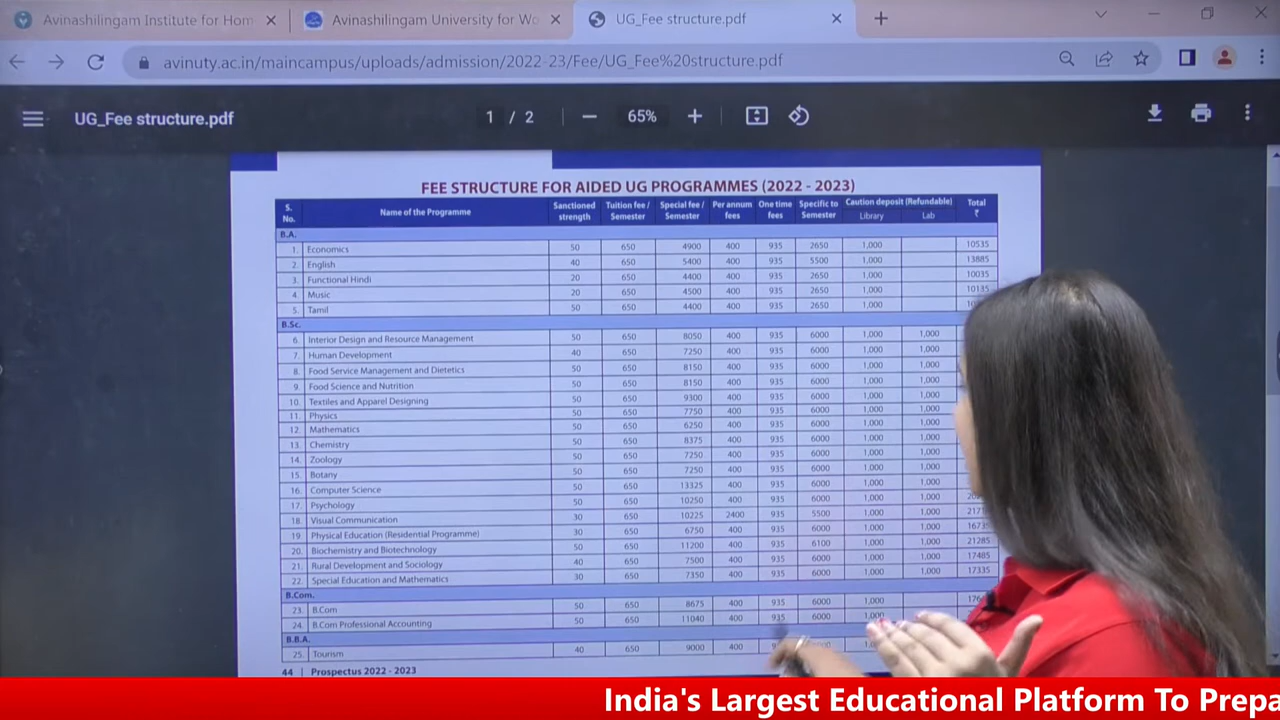 Avinashilingam Institute for Hom
Avinashilingam University for Wo
UG_Fee structure.pdf
avinuty.ac.in/maincampus/uploads/admission/2022-23/Fee/UG_Fee%20structure.pdf
UG_Fee structure.pdf
1 / 2
65%
FEE STRUCTURE FOR AIDED UG PROGRAMMES (2022 - 2023)
S. No. Name of the Programme Sanctioned strength Tuition fee / Semester Special fee / Semester Per annum fees One time fees Specific to Semester Caution deposit (Refundable) Library Lab Total ₹
B.A.
1. Economics 50 650 4900 400 935 2650 1,000 10535
2. English 40 650 5400 400 935 5500 1,000 13885
3. Functional Hindi 20 650 4400 400 935 2650 1,000 10035
4. Music 20 650 4500 400 935 2650 1,000 10135
5. Tamil 50 650 4400 400 935 2650 1,000
B.Sc.
6. Interior Design and Resource Management 50 650 8050 400 935 6000 1,000 1,000
7. Human Development 40 650 7250 400 935 6000 1,000 1,000
8. Food Service Management and Dietetics 50 650 8150 400 935 6000 1,000 1,000
9. Food Science and Nutrition 50 650 8150 400 935 6000 1,000 1,000
10. Textiles and Apparel Designing 50 650 9300 400 935 6000 1,000 1,000
11. Physics 50 650 7750 400 935 6000 1,000 1,000
12. Mathematics 50 650 6250 400 935 6000 1,000 1,000
13. Chemistry 50 650 8375 400 935 6000 1,000 1,000
14. Zoology 50 650 7250 400 935 6000 1,000 1,000
15. Botany 50 650 7250 400 935 6000 1,000 1,000
16. Computer Science 50 650 13325 400 935 6000 1,000 1,000
17. Psychology 50 650 10250 400 935 6000 1,000 1,000
18. Visual Communication 30 650 10225 2400 935 5500 1,000 1,000
19. Physical Education (Residential Programme) 30 650 6750 400 935 6000 1,000 1,000
20. Biochemistry and Biotechnology 50 650 11200 400 935 6100 1,000 1,000 21285
21. Rural Development and Sociology 40 650 7500 400 935 6000 1,000 1,000 17485
22. Special Education and Mathematics 30 650 7350 400 935 6000 1,000 1,000 17335
B.Com.
23. B.Com 50 650 8675 400 935 6000 1,000
24. B.Com Professional Accounting 50 650 11040 400 935 6000 1,000
B.B.A.
25. Tourism 40 650 9000 400
44 | Prospectus 2022 - 2023
India's Largest Educational Platform To Prepa